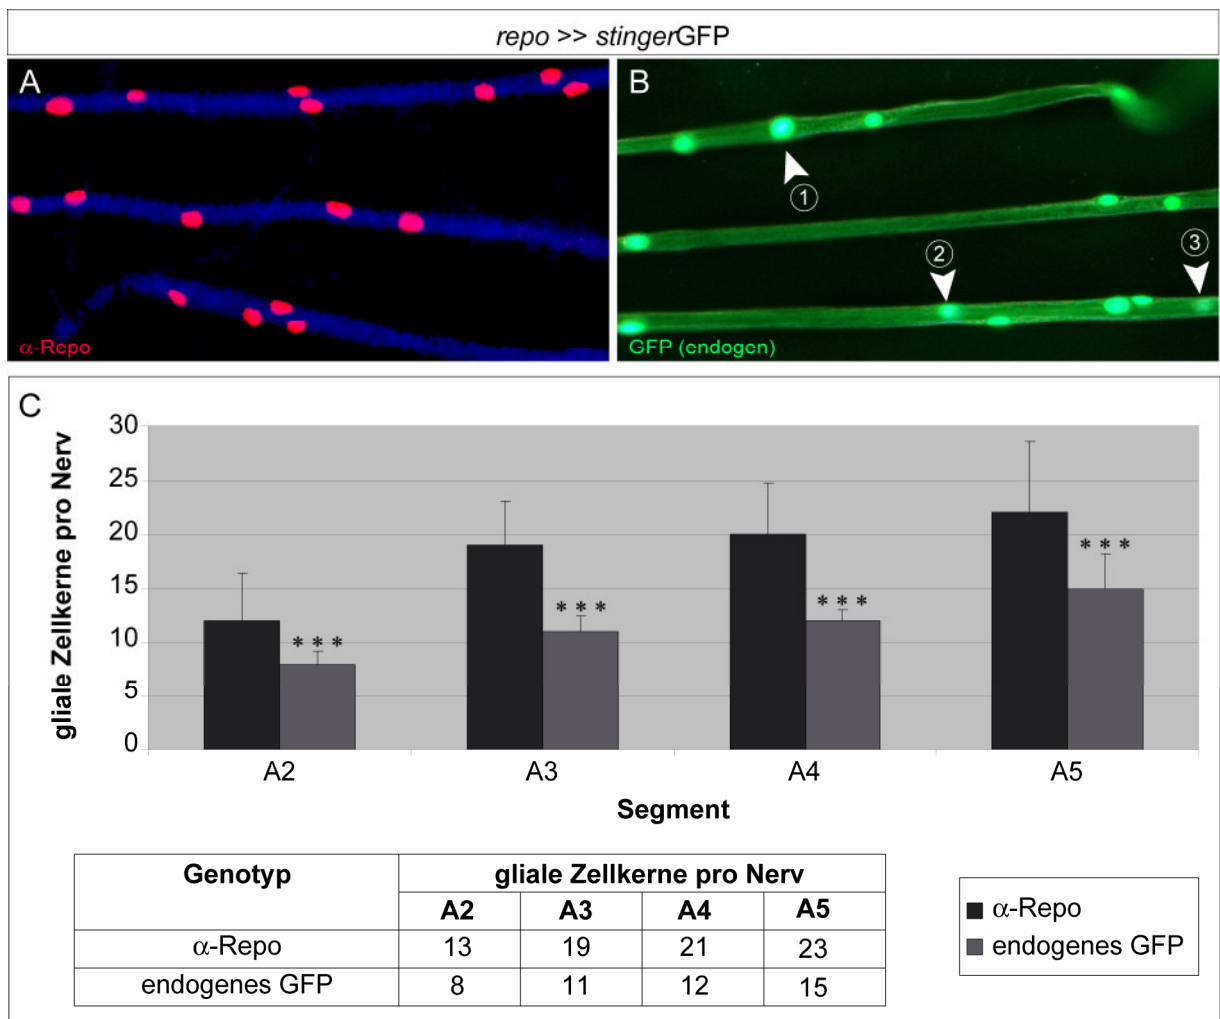 repo >> stingerGFP
A
α-Repo
B
1
2
3
GFP (endogen)
C
gliale Zellkerne pro Nerv
30
25
20
15
10
5
0
* * *
* * *
* * *
* * *
A2 A3 A4 A5
Segment
Genotyp gliale Zellkerne pro Nerv
A2 A3 A4 A5
α-Repo 13 19 21 23
endogenes GFP 8 11 12 15
α-Repo
endogenes GFP